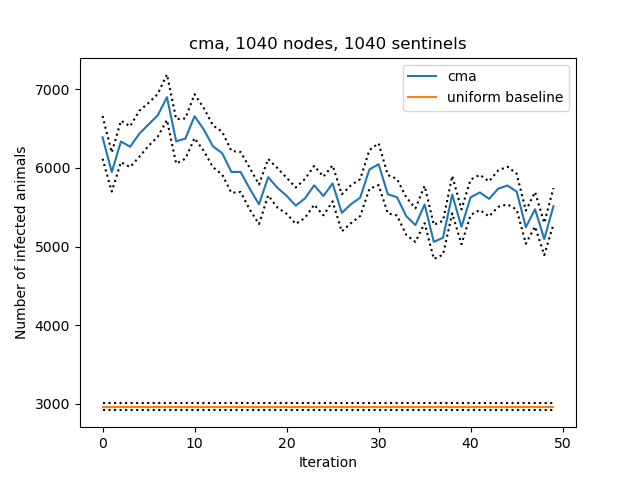 cma, 1040 nodes, 1040 sentinels
cma
uniform baseline
7000
6000
5000
4000
3000
Number of infected animals
0 10 20 30 40 50
Iteration